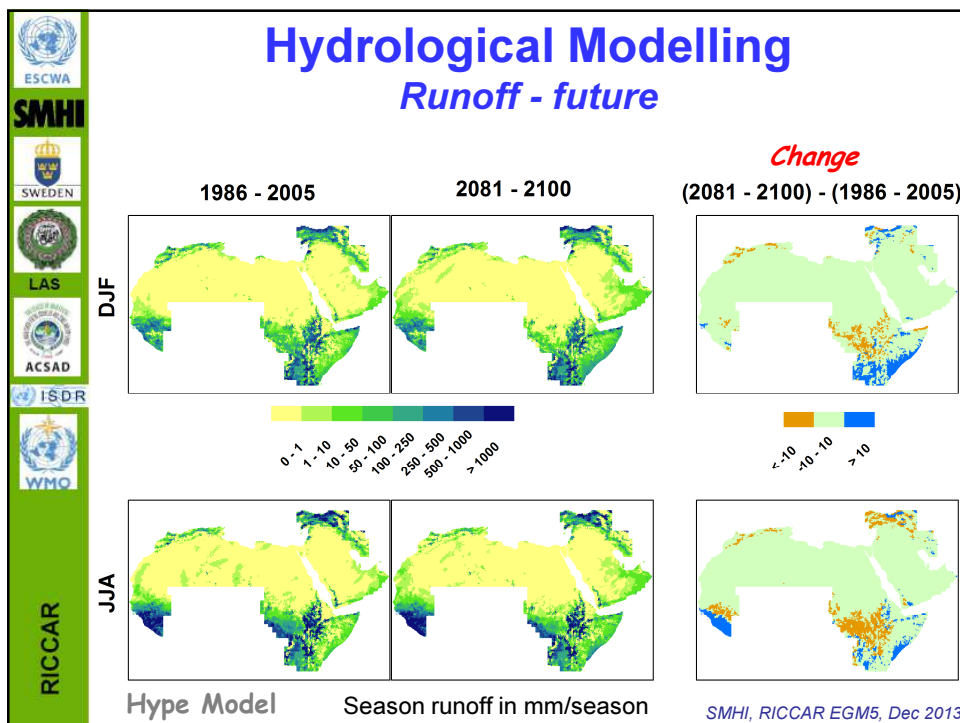 Hydrological Modelling
Runoff - future
ESCWA
SMHI
SWEDEN
LAS
ACSAD
ISDR
WMO
RICCAR
Change
1986 - 2005
2081 - 2100
(2081 - 2100) - (1986 - 2005)
DJF
0 - 1
1 - 10
10 - 50
50 - 100
100 - 250
250 - 500
500 - 1000
> 1000
< -10
-10 - 10
> 10
JJA
Hype Model
Season runoff in mm/season
SMHI, RICCAR EGM5, Dec 2013